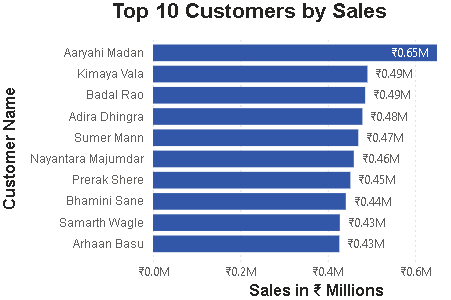 Top 10 Customers by Sales
Customer Name
Aaryahi Madan ₹0.65M
Kimaya Vala ₹0.49M
Badal Rao ₹0.49M
Adira Dhingra ₹0.48M
Sumer Mann ₹0.47M
Nayantara Majumdar ₹0.46M
Prerak Shere ₹0.45M
Bhamini Sane ₹0.44M
Samarth Wagle ₹0.43M
Arhaan Basu ₹0.43M
₹0.0M ₹0.2M ₹0.4M ₹0.6M
Sales in ₹ Millions